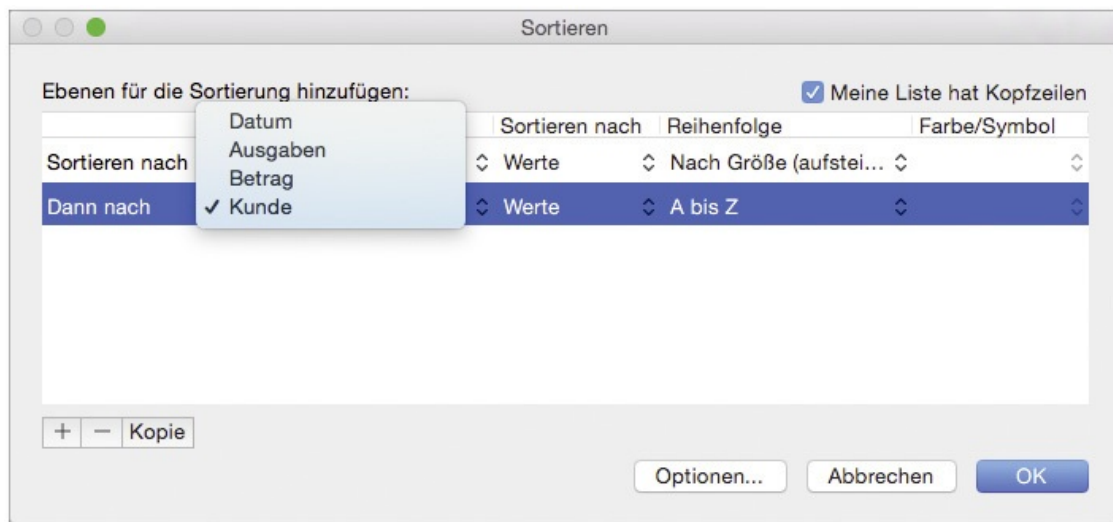 Sortieren
Ebenen für die Sortierung hinzufügen:
Meine Liste hat Kopfzeilen
Sortieren nach Reihenfolge Farbe/Symbol
Datum
Ausgaben
Betrag
✓ Kunde
Sortieren nach Werte Nach Größe (aufstei...
Dann nach Werte A bis Z
+ − Kopie
Optionen... Abbrechen OK